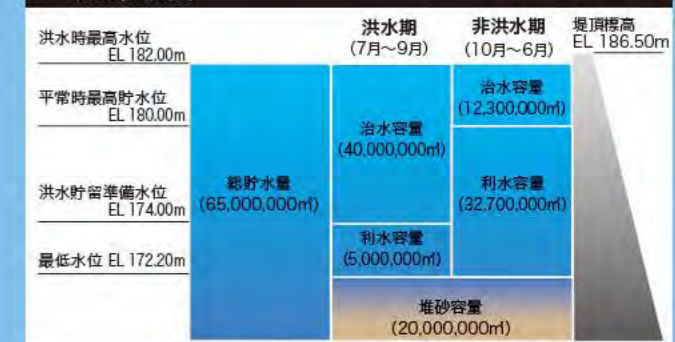 洪水時最高水位
EL 182.00m
平常時最高貯水位
EL 180.00m
洪水貯留準備水位
EL 174.00m
最低水位 EL 172.20m
総貯水量
(65,000,000㎥)
洪水期
(7月〜9月)
治水容量
(40,000,000㎥)
利水容量
(5,000,000㎥)
非洪水期
(10月〜6月)
治水容量
(12,300,000㎥)
利水容量
(32,700,000㎥)
堆砂容量
(20,000,000㎥)
堤頂標高
EL 186.50m